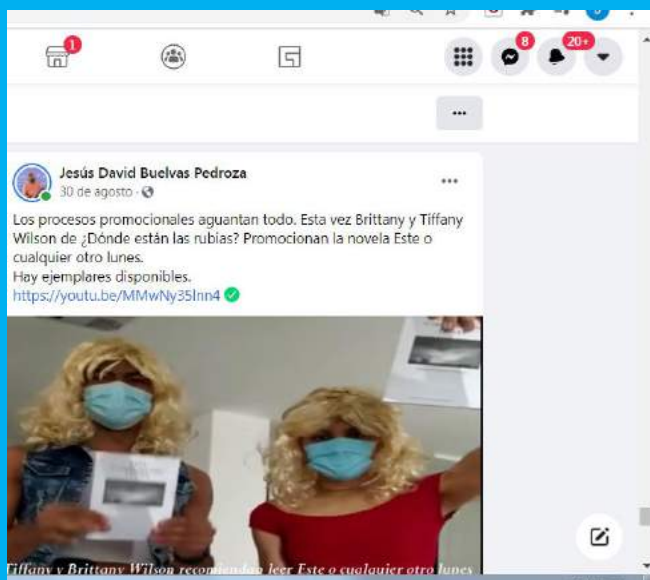 1
8
20+
Jesús David Buelvas Pedroza
30 de agosto ·
Los procesos promocionales aguantan todo. Esta vez Brittany y Tiffany
Wilson de ¿Dónde están las rubias? Promocionan la novela Este o
cualquier otro lunes.
Hay ejemplares disponibles.
https://youtu.be/MMwNy35lnn4
Tiffany y Brittany Wilson recomiendan leer Este o cualquier otro lunes